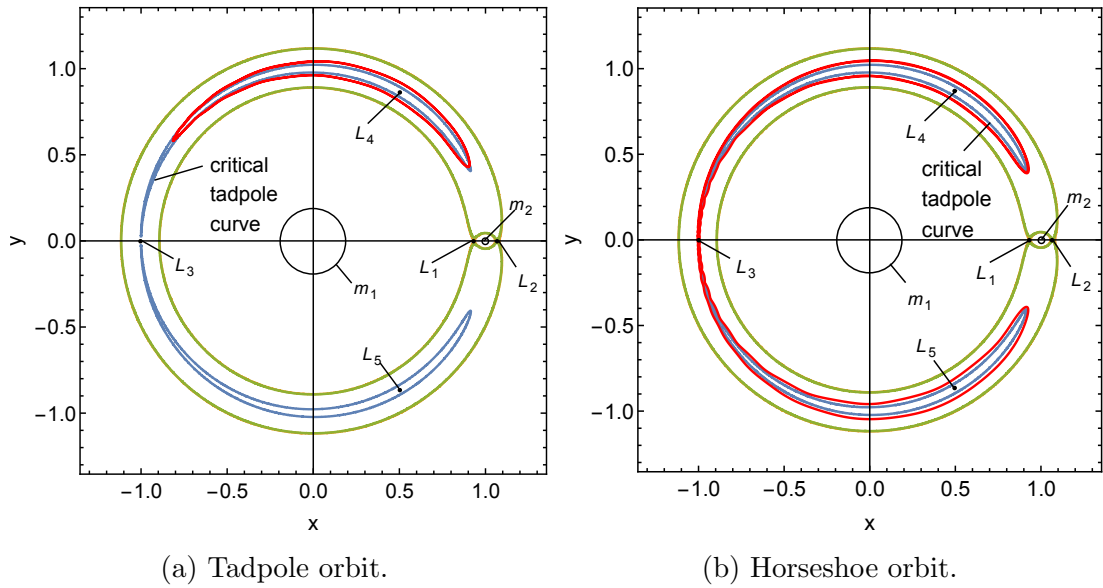 y
1.0
0.5
0.0
−0.5
−1.0
L4
critical
tadpole
curve
m2
L3
L1
L2
m1
L5
−1.0 −0.5 0.0 0.5 1.0
x
(a) Tadpole orbit.
y
1.0
0.5
0.0
−0.5
−1.0
L4
critical
tadpole
curve
m2
L3
L1
L2
m1
L5
−1.0 −0.5 0.0 0.5 1.0
x
(b) Horseshoe orbit.